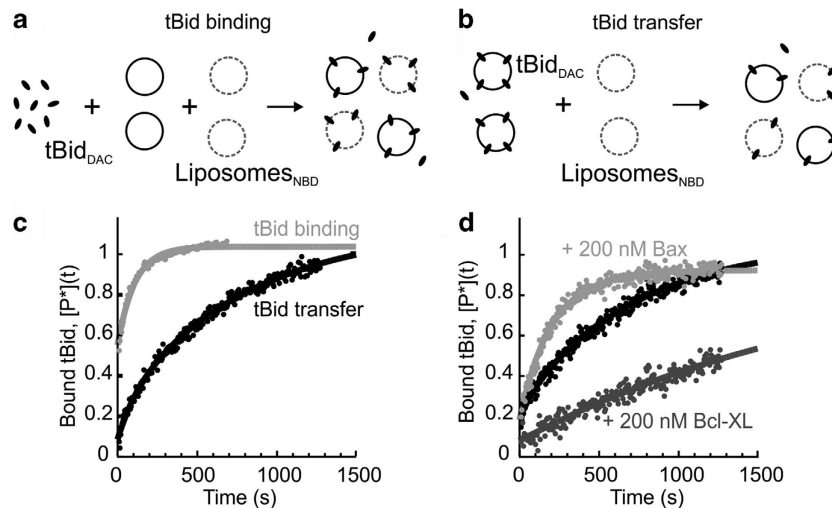 a
tBid binding
tBid_DAC
+
+
Liposomes_NBD
b
tBid transfer
tBid_DAC
+
Liposomes_NBD
c
Bound tBid, [P*](t)
1
0.8
0.6
0.4
0.2
0
tBid binding
tBid transfer
0
500
1000
1500
Time (s)
d
Bound tBid, [P*](t)
1
0.8
0.6
0.4
0.2
0
+ 200 nM Bax
+ 200 nM Bcl-XL
0
500
1000
1500
Time (s)